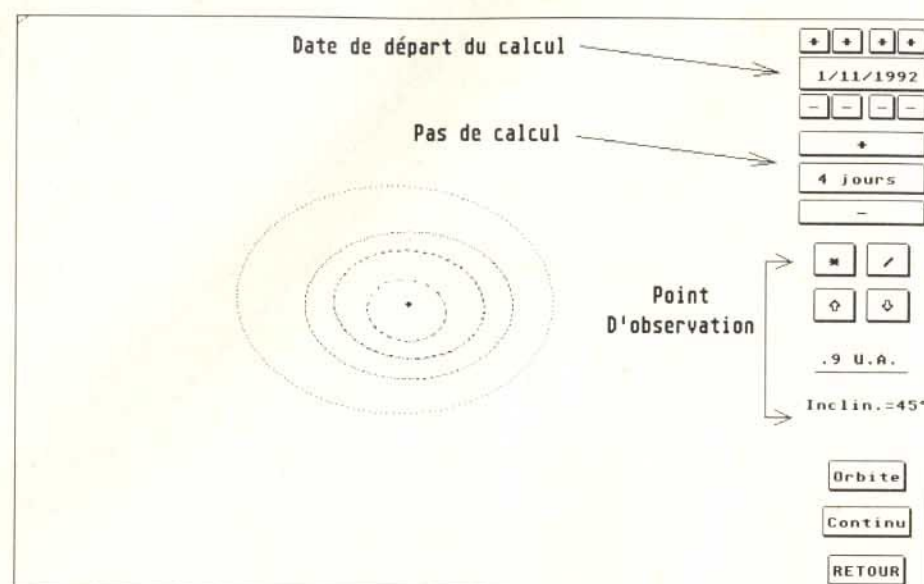 Date de départ du calcul
+ + + +
1/11/1992
- - - -
Pas de calcul
+
4 jours
-
* /
Point
D'observation
⇧ ⇩
.9 U.A.
Inclin.=45°
Orbite
Continu
RETOUR